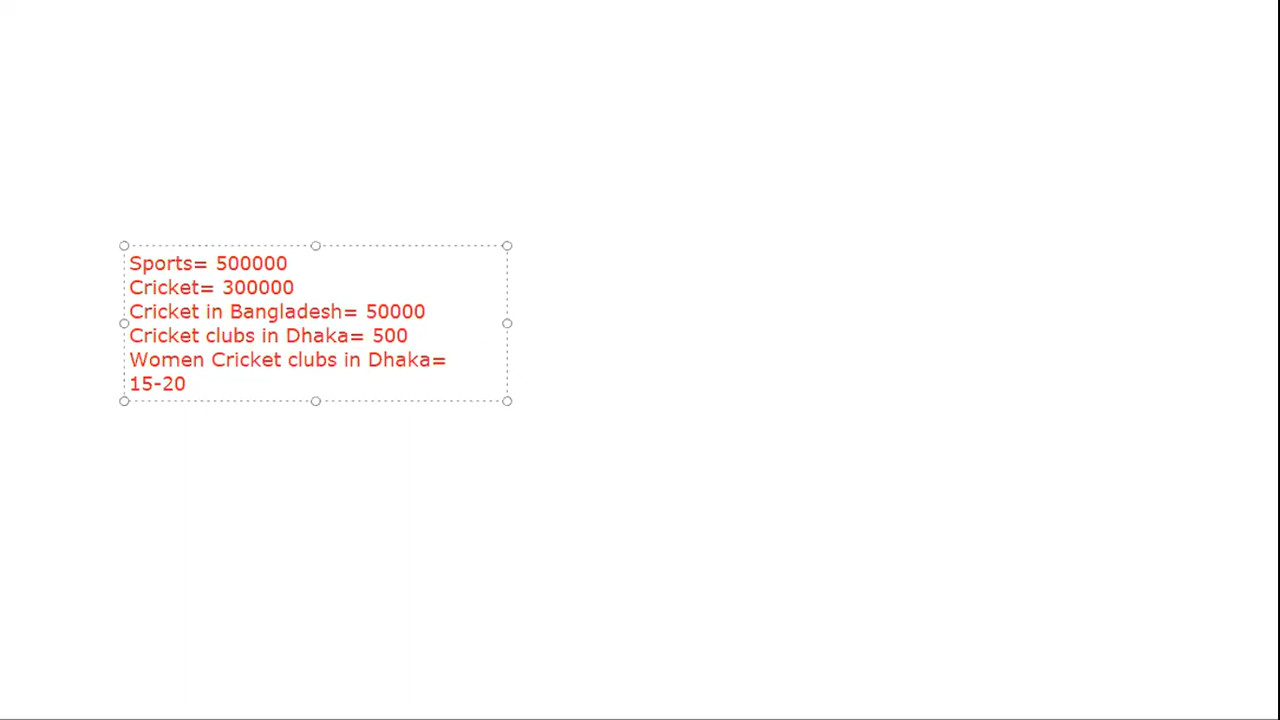 Sports= 500000
Cricket= 300000
Cricket in Bangladesh= 50000
Cricket clubs in Dhaka= 500
Women Cricket clubs in Dhaka=
15-20